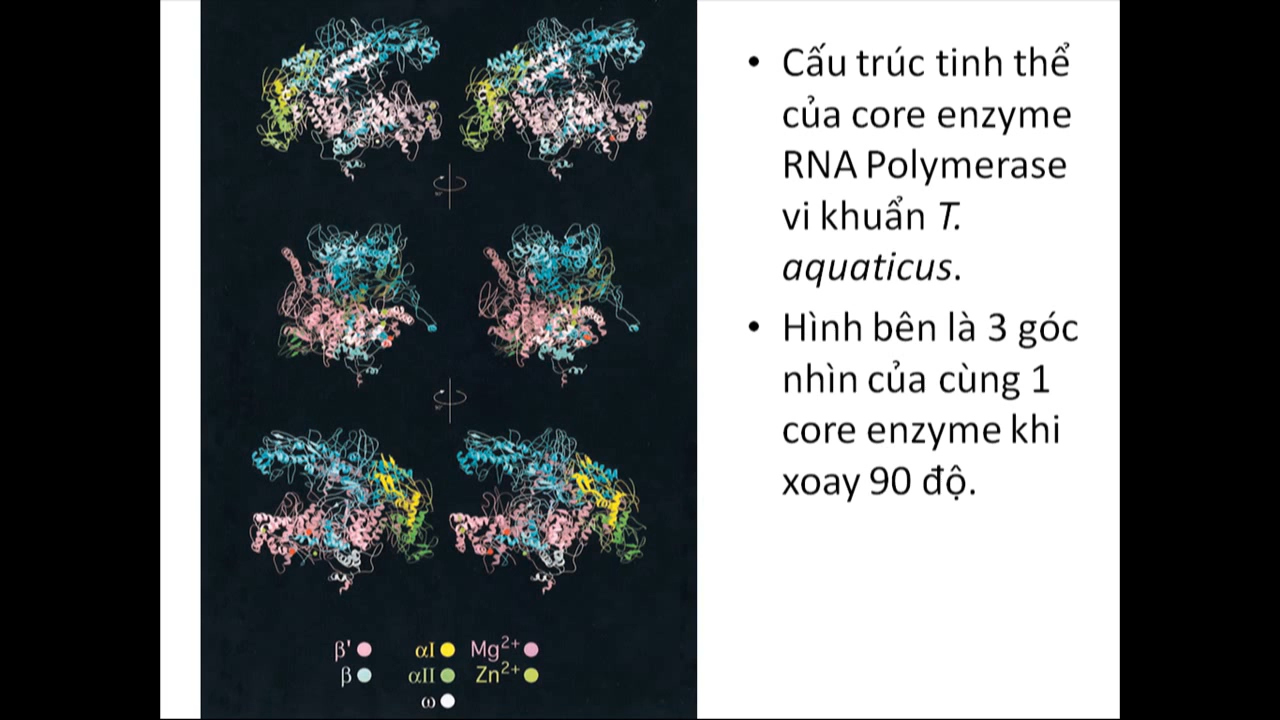 • Cấu trúc tinh thể
của core enzyme
RNA Polymerase
vi khuẩn T.
aquaticus.
• Hình bên là 3 góc
nhìn của cùng 1
core enzyme khi
xoay 90 độ.
β' αI Mg²⁺
β αII Zn²⁺
ω